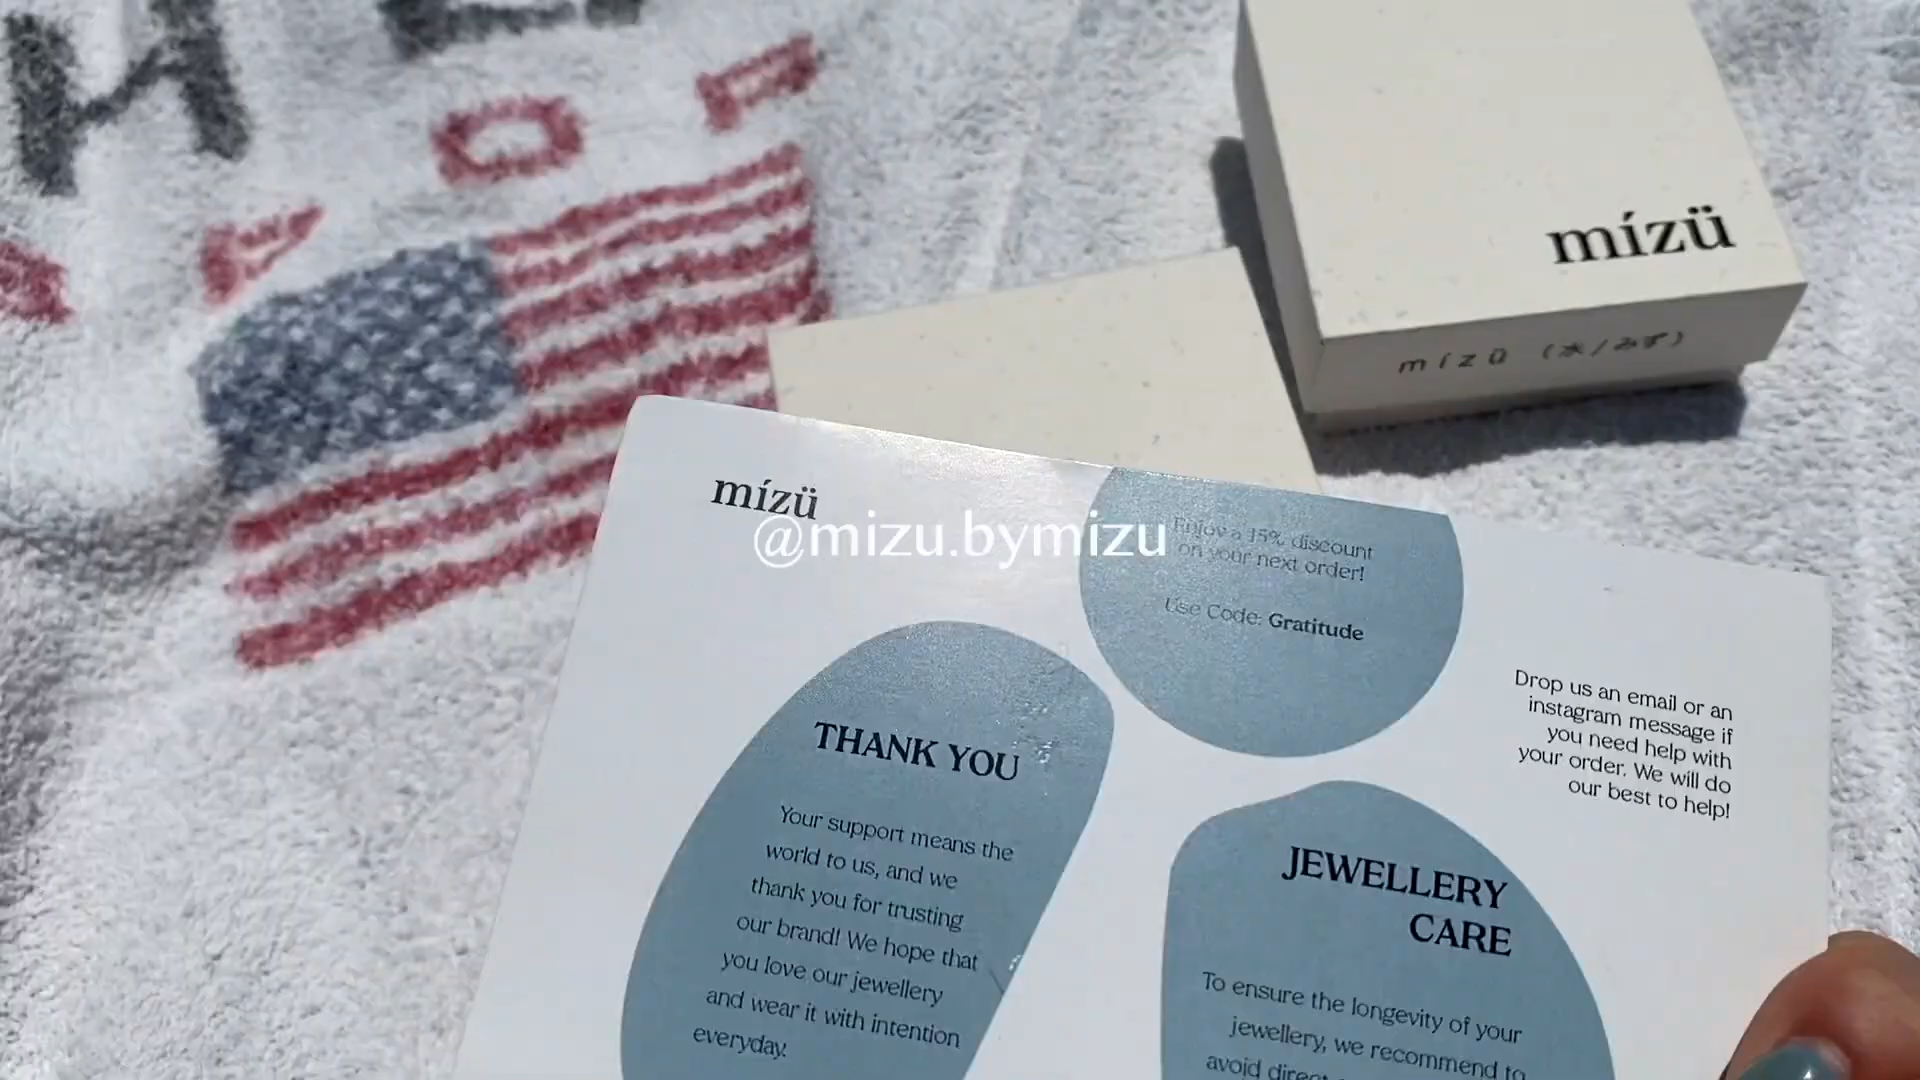 mízü
mízü (水/みず)
mízü
@mizu.bymizu
Enjoy a 15% discount
on your next order!
Use Code: Gratitude
Drop us an email or an
instagram message if
you need help with
your order. We will do
our best to help!
THANK YOU
Your support means the
world to us, and we
thank you for trusting
our brand! We hope that
you love our jewellery
and wear it with intention
everyday.
JEWELLERY
CARE
To ensure the longevity of your
jewellery, we recommend to
avoid direct